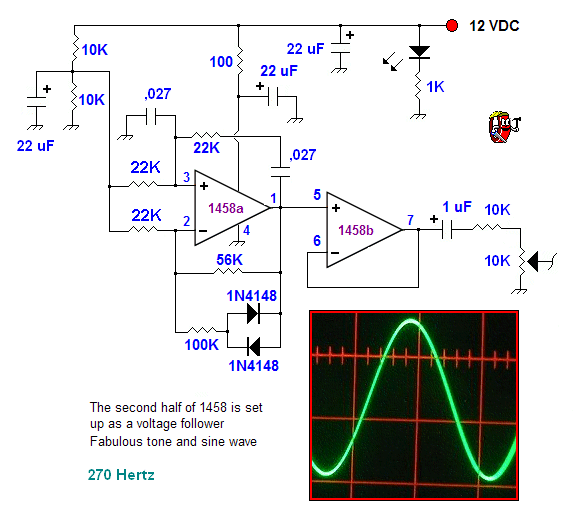 12 VDC
10K
100
22 uF
1K
22 uF
10K
,027
22 uF
22K
,027
22K
3
+
1458a
1
5
+
1458b
7
+
1 uF
10K
22K
2
−
4
6
−
10K
56K
1N4148
100K
1N4148
The second half of 1458 is set
up as a voltage follower
Fabulous tone and sine wave
270 Hertz